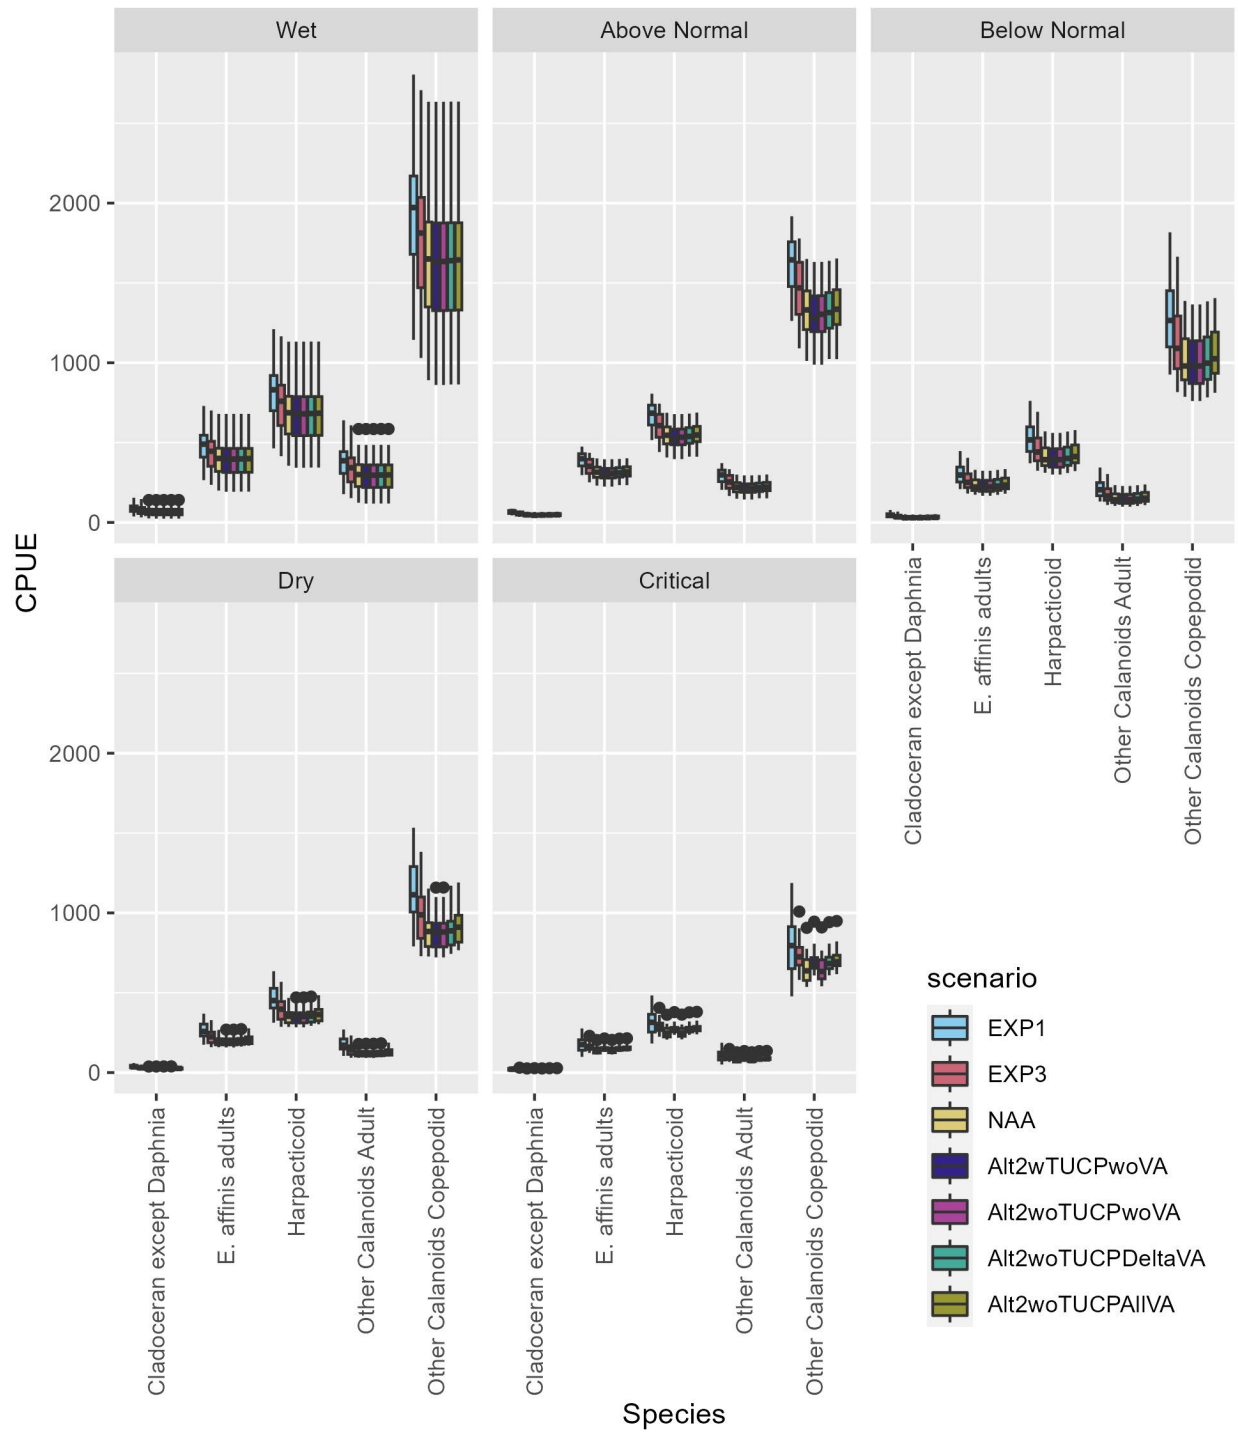 Wet
Above Normal
Below Normal
2000
1000
0
CPUE
Cladoceran except Daphnia
E. affinis adults
Harpacticoid
Other Calanoids Adult
Other Calanoids Copepodid
Dry
Critical
2000
1000
0
Cladoceran except Daphnia
E. affinis adults
Harpacticoid
Other Calanoids Adult
Other Calanoids Copepodid
Cladoceran except Daphnia
E. affinis adults
Harpacticoid
Other Calanoids Adult
Other Calanoids Copepodid
Species
scenario
EXP1
EXP3
NAA
Alt2wTUCPwoVA
Alt2woTUCPwoVA
Alt2woTUCPDeltaVA
Alt2woTUCPAllVA